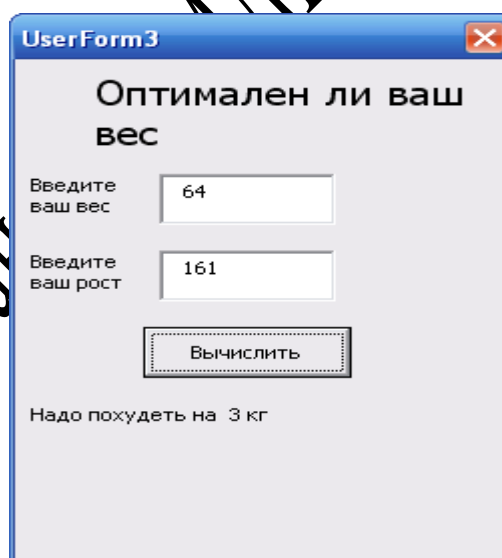 UserForm3
Оптимален ли ваш
вес
Введите
ваш вес
64
Введите
ваш рост
161
Вычислить
Надо похудеть на 3 кг